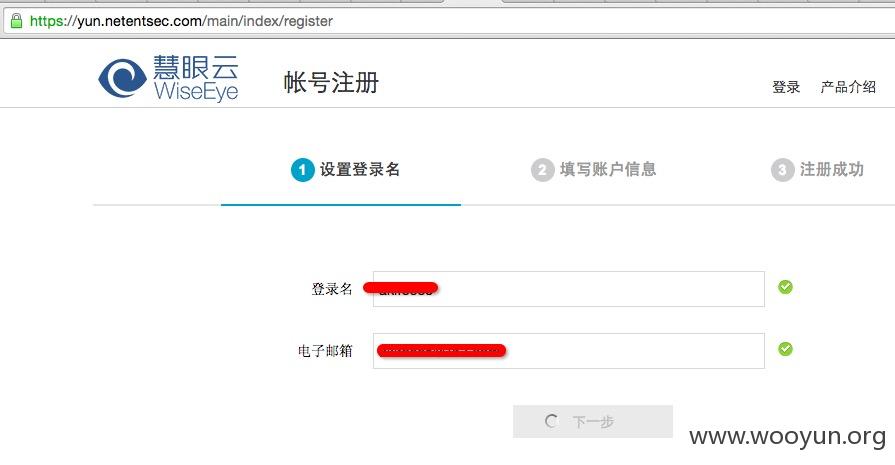 https://yun.netentsec.com/main/index/register
慧眼云
WiseEye
帐号注册
登录 产品介绍
1 设置登录名 2 填写账户信息 3 注册成功
登录名
电子邮箱
下一步
www.wooyun.org